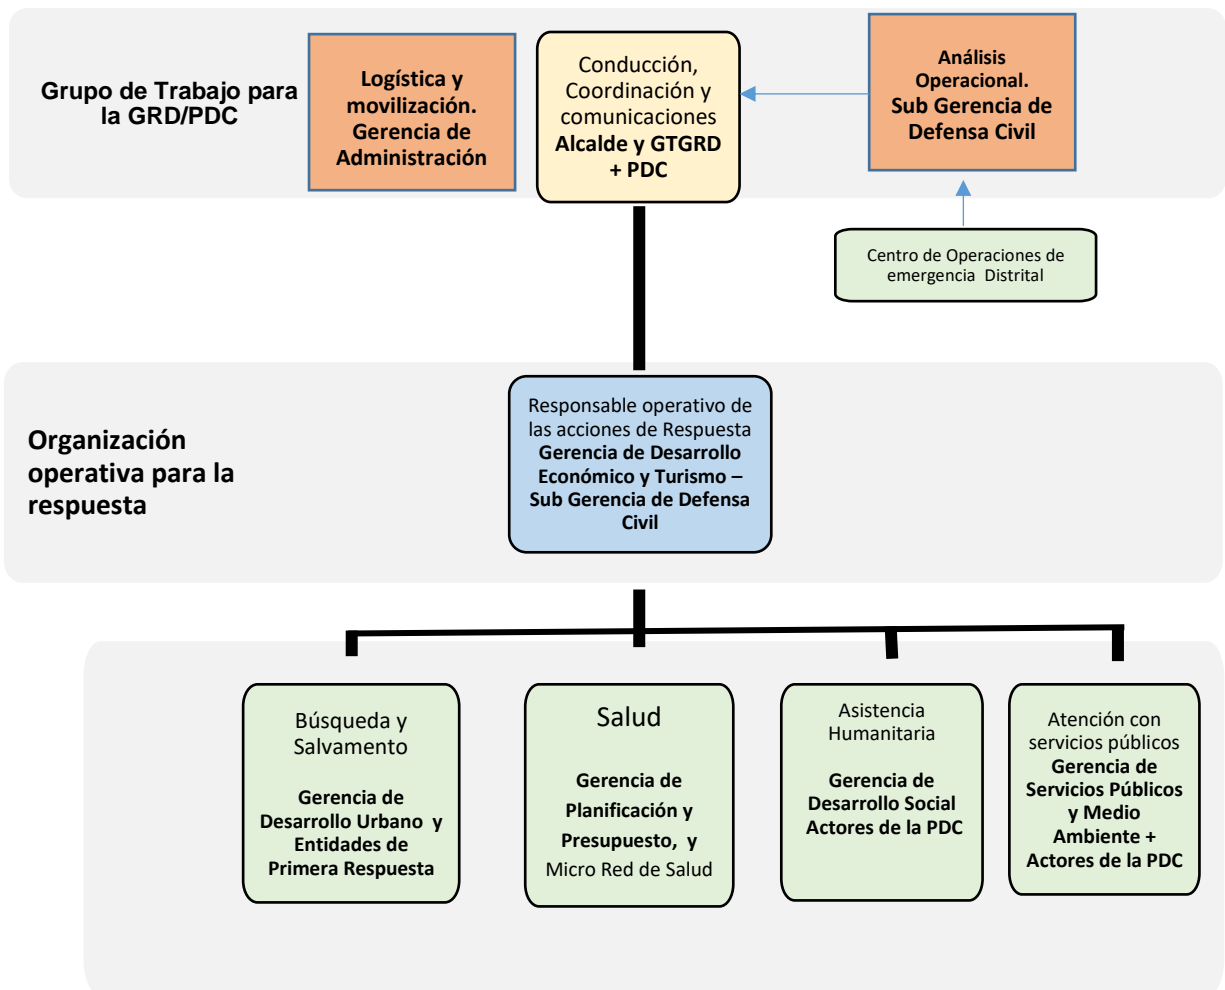 Grupo de Trabajo para
la GRD/PDC
Logística y
movilización.
Gerencia de
Administración
Conducción,
Coordinación y
comunicaciones
Alcalde y GTGRD
+ PDC
Análisis
Operacional.
Sub Gerencia de
Defensa Civil
Centro de Operaciones de
emergencia Distrital
Organización
operativa para la
respuesta
Responsable operativo de
las acciones de Respuesta
Gerencia de Desarrollo
Económico y Turismo –
Sub Gerencia de Defensa
Civil
Búsqueda y
Salvamento
Gerencia de
Desarrollo Urbano y
Entidades de
Primera Respuesta
Salud
Gerencia de
Planificación y
Presupuesto, y
Micro Red de Salud
Asistencia
Humanitaria
Gerencia de
Desarrollo Social
Actores de la PDC
Atención con
servicios públicos
Gerencia de
Servicios Públicos
y Medio
Ambiente +
Actores de la PDC